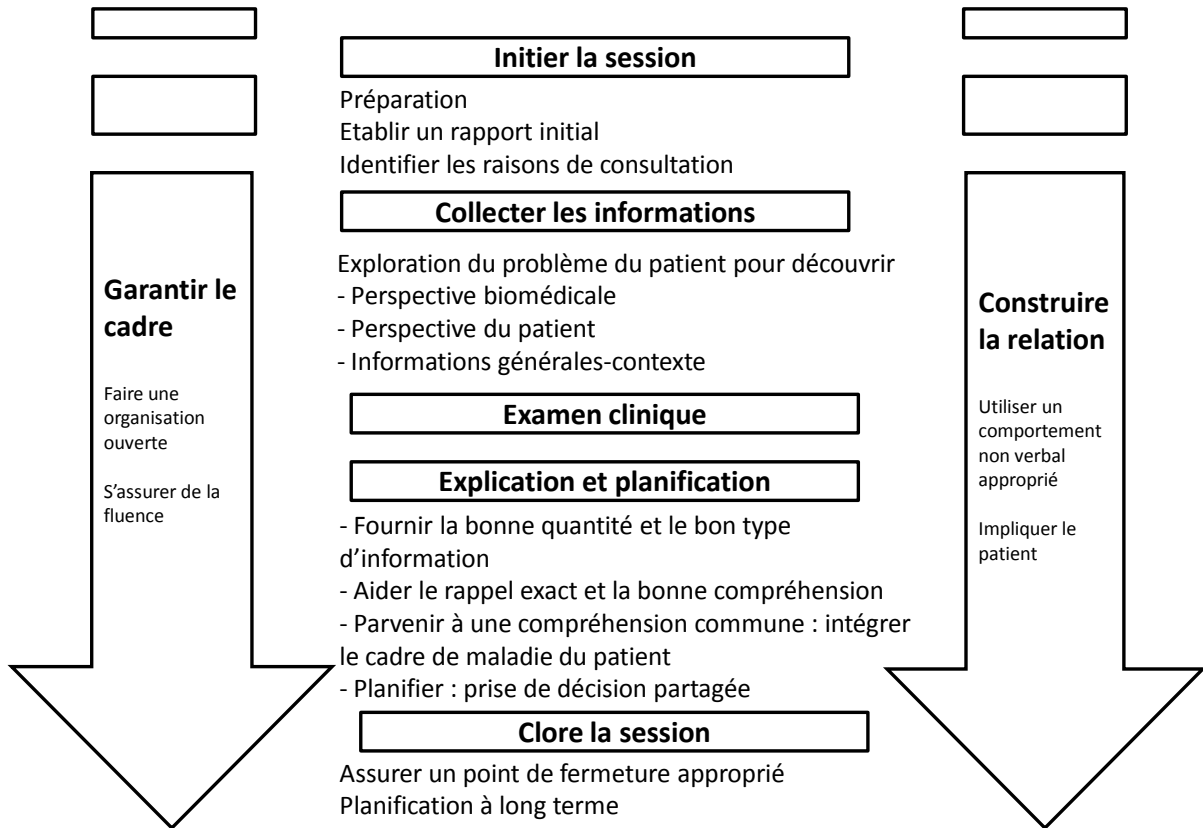 Initier la session
Préparation
Etablir un rapport initial
Identifier les raisons de consultation
Collecter les informations
Exploration du problème du patient pour découvrir
- Perspective biomédicale
- Perspective du patient
- Informations générales-contexte
Examen clinique
Explication et planification
- Fournir la bonne quantité et le bon type
d’information
- Aider le rappel exact et la bonne compréhension
- Parvenir à une compréhension commune : intégrer
le cadre de maladie du patient
- Planifier : prise de décision partagée
Clore la session
Assurer un point de fermeture approprié
Planification à long terme
Garantir le
cadre
Faire une
organisation
ouverte
S’assurer de la
fluence
Construire
la relation
Utiliser un
comportement
non verbal
approprié
Impliquer le
patient